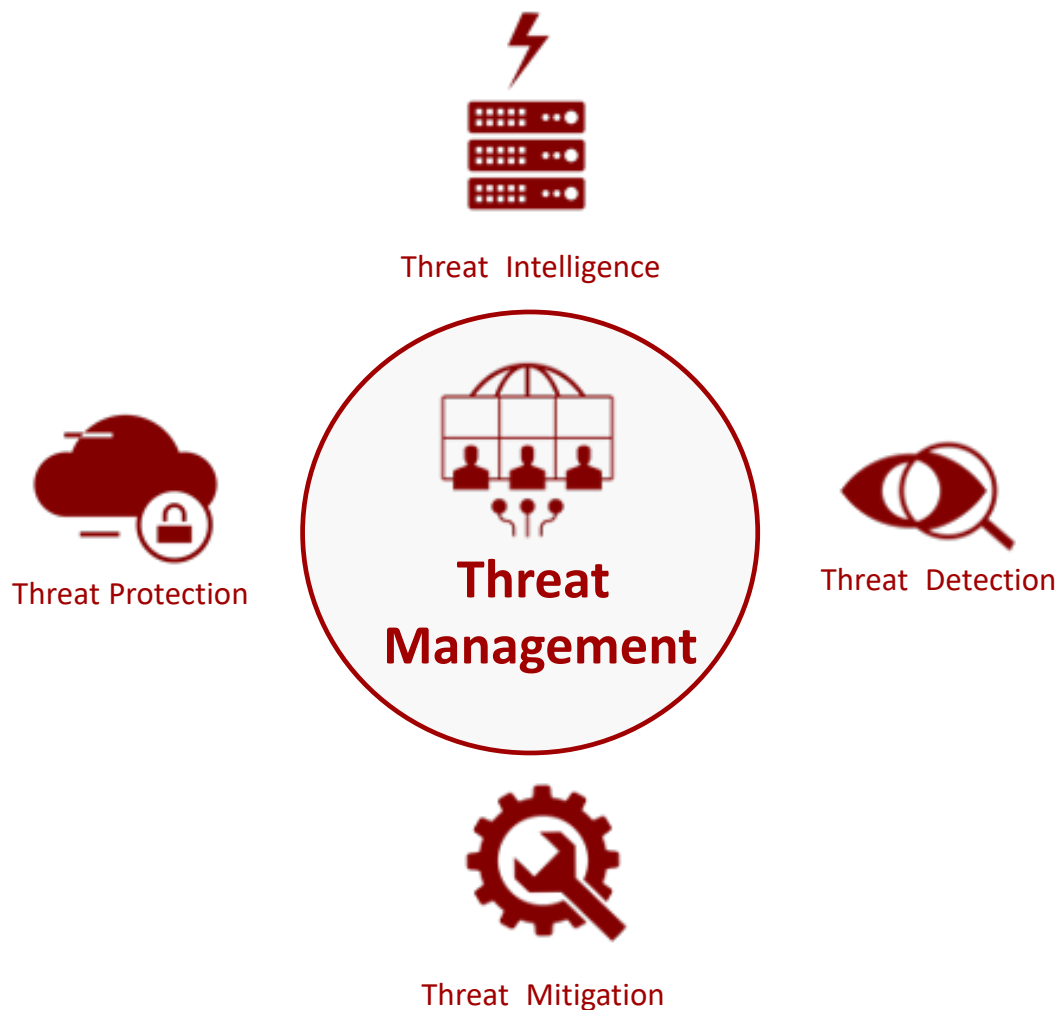 Threat Intelligence
Threat
Management
Threat Protection
Threat Detection
Threat Mitigation